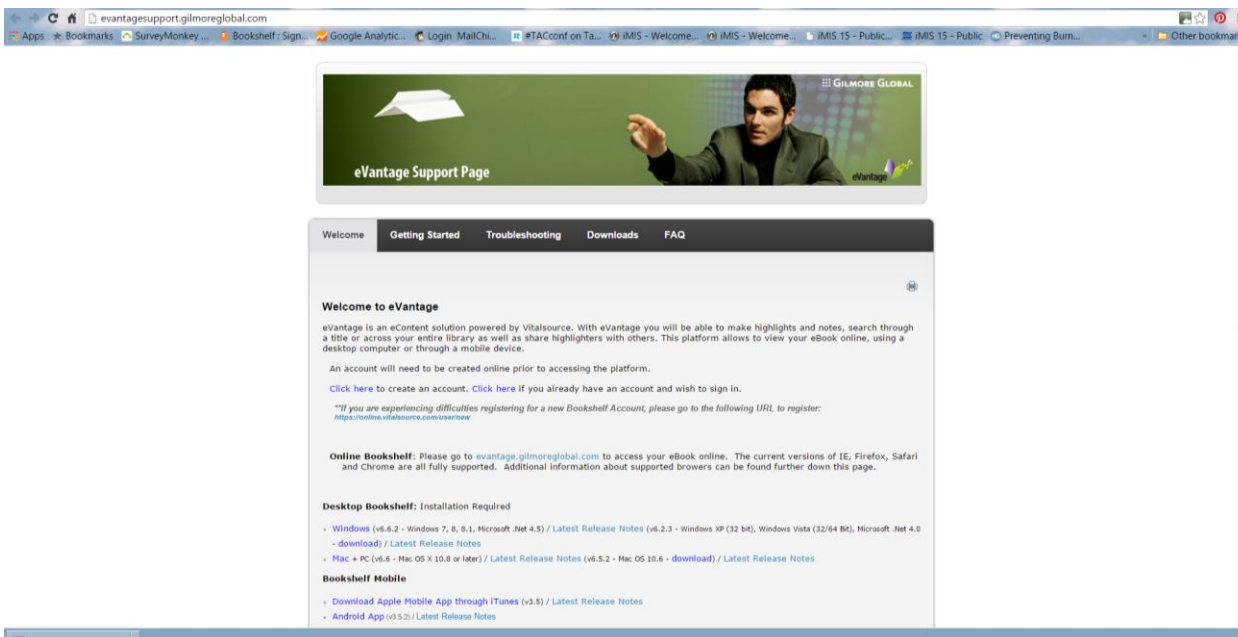 evantagesupport.gilmoreglobal.com
Apps Bookmarks SurveyMonkey ... Bookshelf : Sign... Google Analytic... Login MailChi... #TACconf on Ta... iMIS - Welcome... iMIS - Welcome... iMIS 15 - Public... iMIS 15 - Public Preventing Burn... Other bookmar
GILMORE GLOBAL
eVantage Support Page
eVantage
Welcome Getting Started Troubleshooting Downloads FAQ
Welcome to eVantage
eVantage is an eContent solution powered by Vitalsource. With eVantage you will be able to make highlights and notes, search through
a title or across your entire library as well as share highlighters with others. This platform allows to view your eBook online, using a
desktop computer or through a mobile device.
An account will need to be created online prior to accessing the platform.
Click here to create an account. Click here if you already have an account and wish to sign in.
**If you are experiencing difficulties registering for a new Bookshelf Account, please go to the following URL to register:
https://online.vitalsource.com/user/new
Online Bookshelf: Please go to evantage.gilmoreglobal.com to access your eBook online. The current versions of IE, Firefox, Safari
and Chrome are all fully supported. Additional information about supported browers can be found further down this page.
Desktop Bookshelf: Installation Required
Windows (v6.6.2 - Windows 7, 8, 8.1, Microsoft .Net 4.5) / Latest Release Notes (v6.2.3 - Windows XP (32 bit), Windows Vista (32/64 Bit), Microsoft .Net 4.0
- download) / Latest Release Notes
Mac + PC (v6.6 - Mac OS X 10.8 or later) / Latest Release Notes (v6.5.2 - Mac OS 10.6 - download) / Latest Release Notes
Bookshelf Mobile
Download Apple Mobile App through iTunes (v3.5) / Latest Release Notes
Android App (v3.5.2) / Latest Release Notes